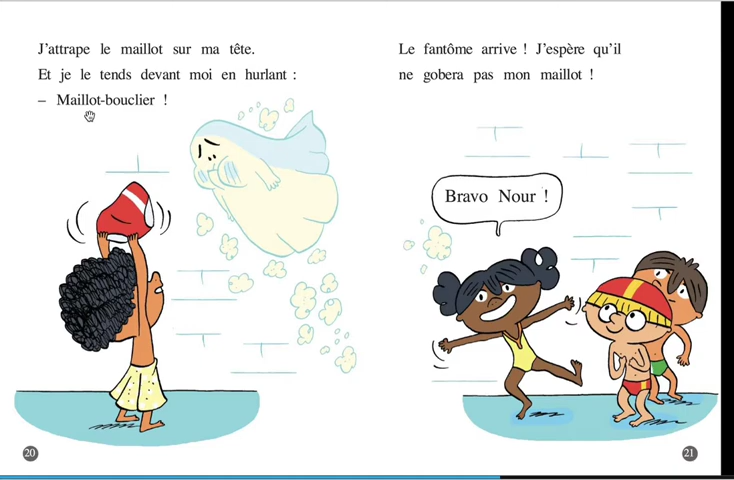 J'attrape le maillot sur ma tête.
Et je le tends devant moi en hurlant :
– Maillot-bouclier !
Le fantôme arrive ! J'espère qu'il
ne gobera pas mon maillot !
Bravo Nour !
20
21